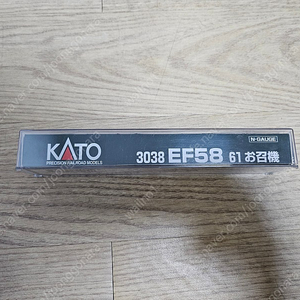 N-GAUGE
KATO 3038 EF58 61 お召機
PRECISION RAILROAD MODELS